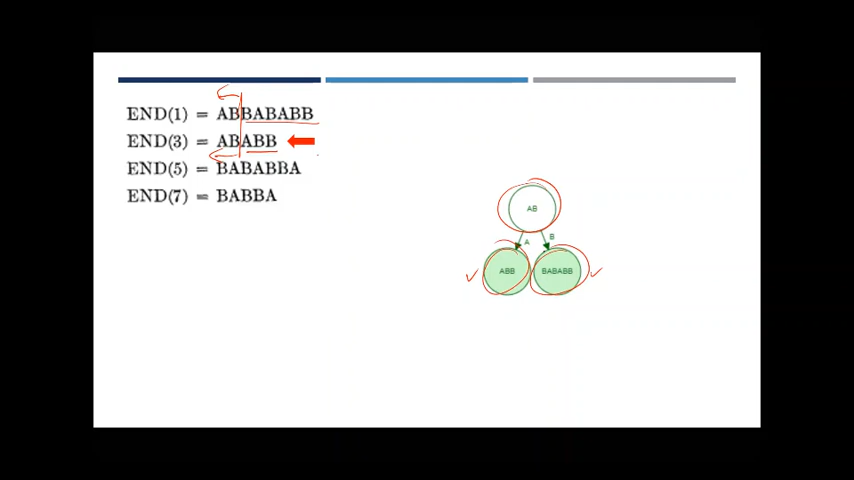 END(1) = ABBABABB
END(3) = ABABB
END(5) = BABABBA
END(7) = BABBA
AB
A B
ABB BABABB